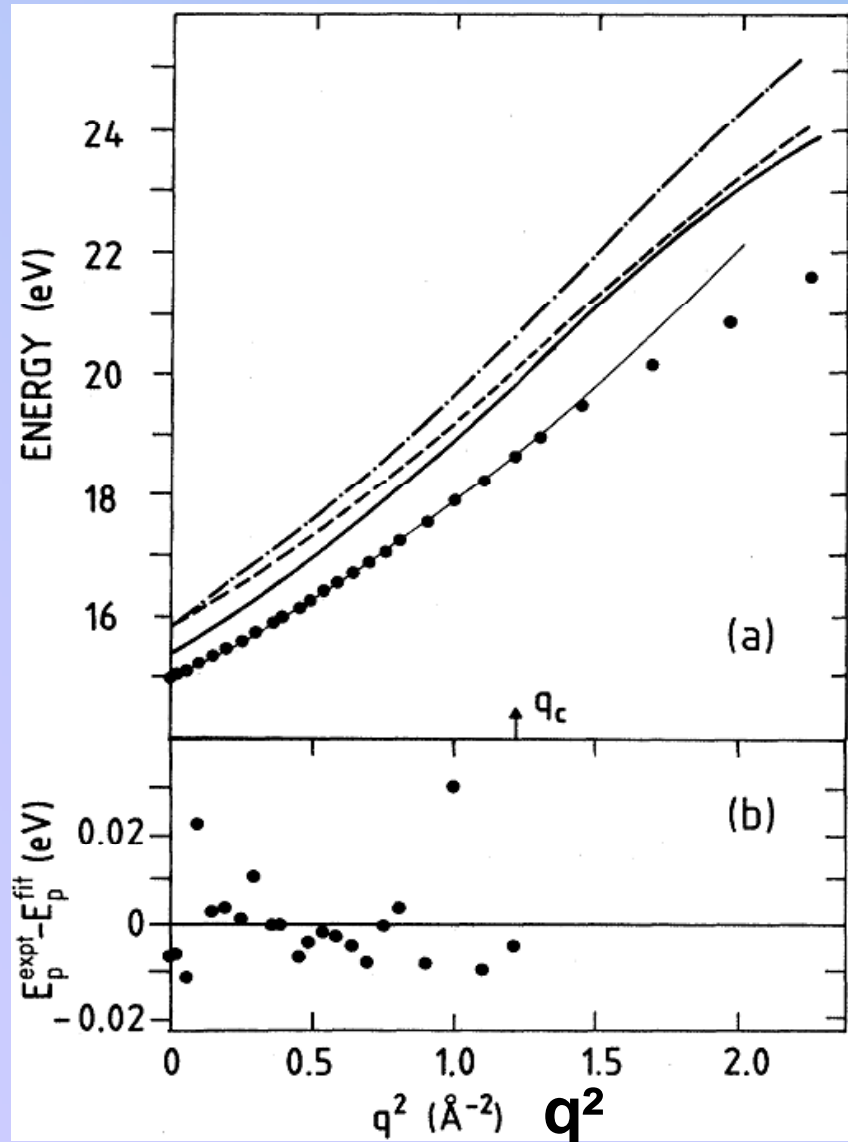 ENERGY (eV)
24
22
20
18
16
(a)
q_c
E_p^expt-E_p^fit (eV)
0.02
0
-0.02
(b)
0 0.5 1.0 1.5 2.0
q² (Å⁻²) q²